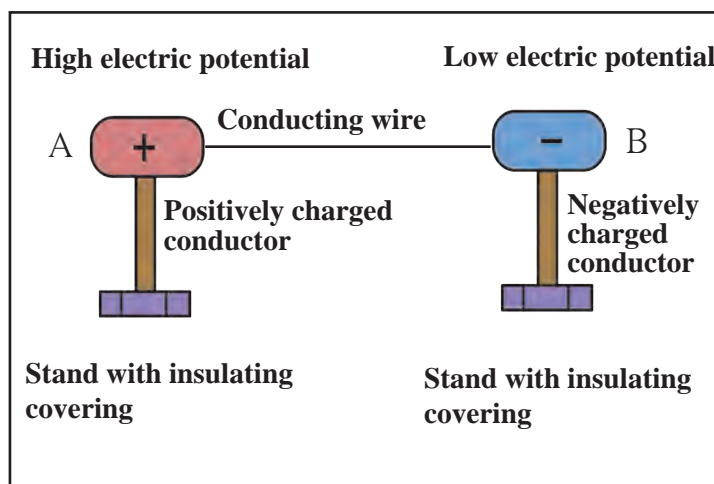 High electric potential
Low electric potential
A
+
Conducting wire
-
B
Positively charged
conductor
Negatively
charged
conductor
Stand with insulating
covering
Stand with insulating
covering